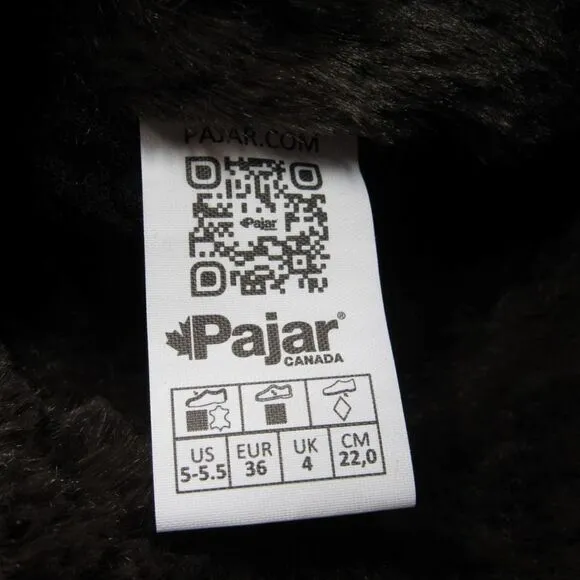 PAJAR.COM
Pajar
Pajar®
CANADA
US EUR UK CM
5-5.5 36 4 22,0